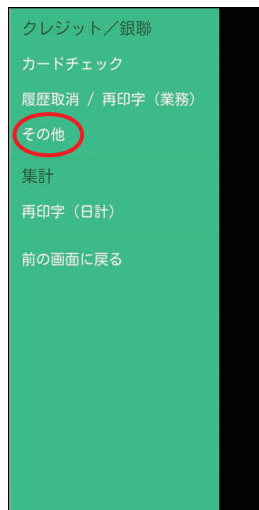 クレジット／銀聯
カードチェック
履歴取消 / 再印字（業務）
その他
集計
再印字（日計）
前の画面に戻る